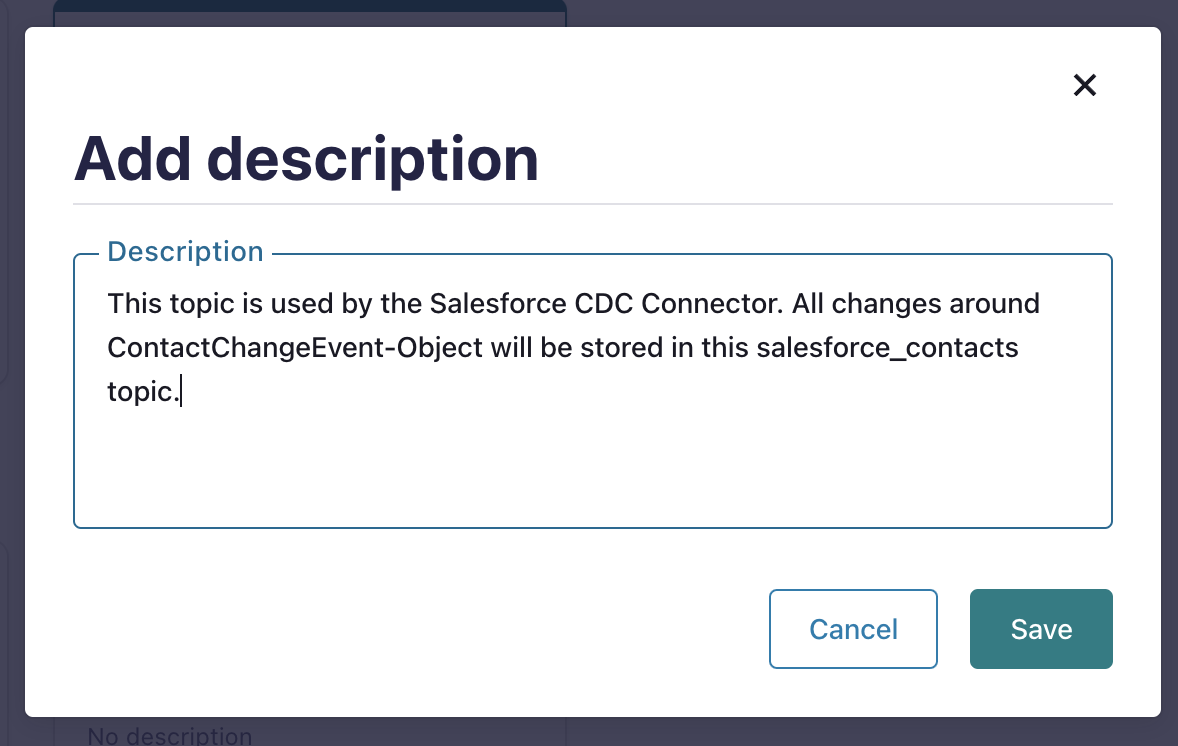 Add description
Description
This topic is used by the Salesforce CDC Connector. All changes around
ContactChangeEvent-Object will be stored in this salesforce_contacts
topic.
Cancel
Save
No description